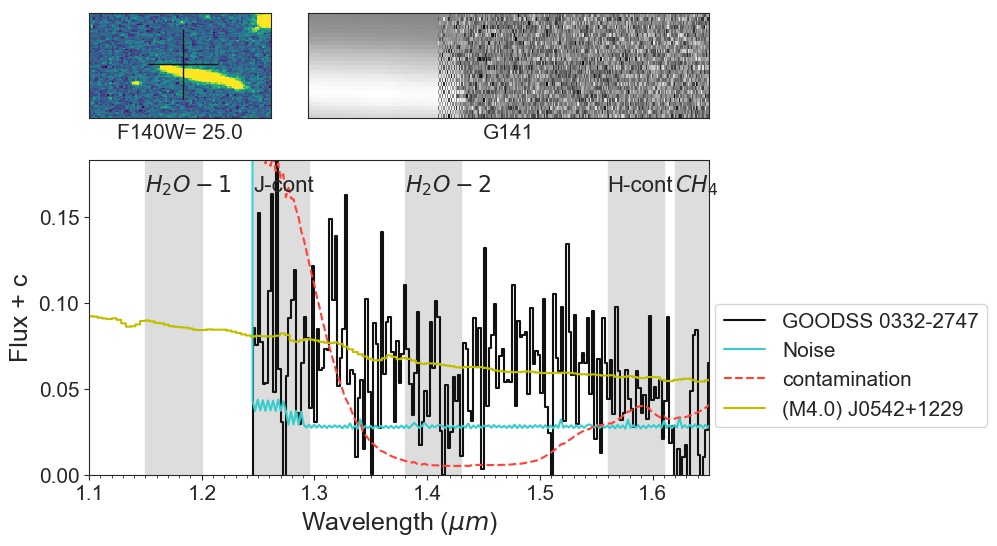 F140W= 25.0
G141
H₂O − 1
J-cont
H₂O − 2
H-cont
CH₄
Flux + c
0.15
0.10
0.05
0.00
1.1
1.2
1.3
1.4
1.5
1.6
Wavelength (μm)
GOODSS 0332-2747
Noise
contamination
(M4.0) J0542+1229